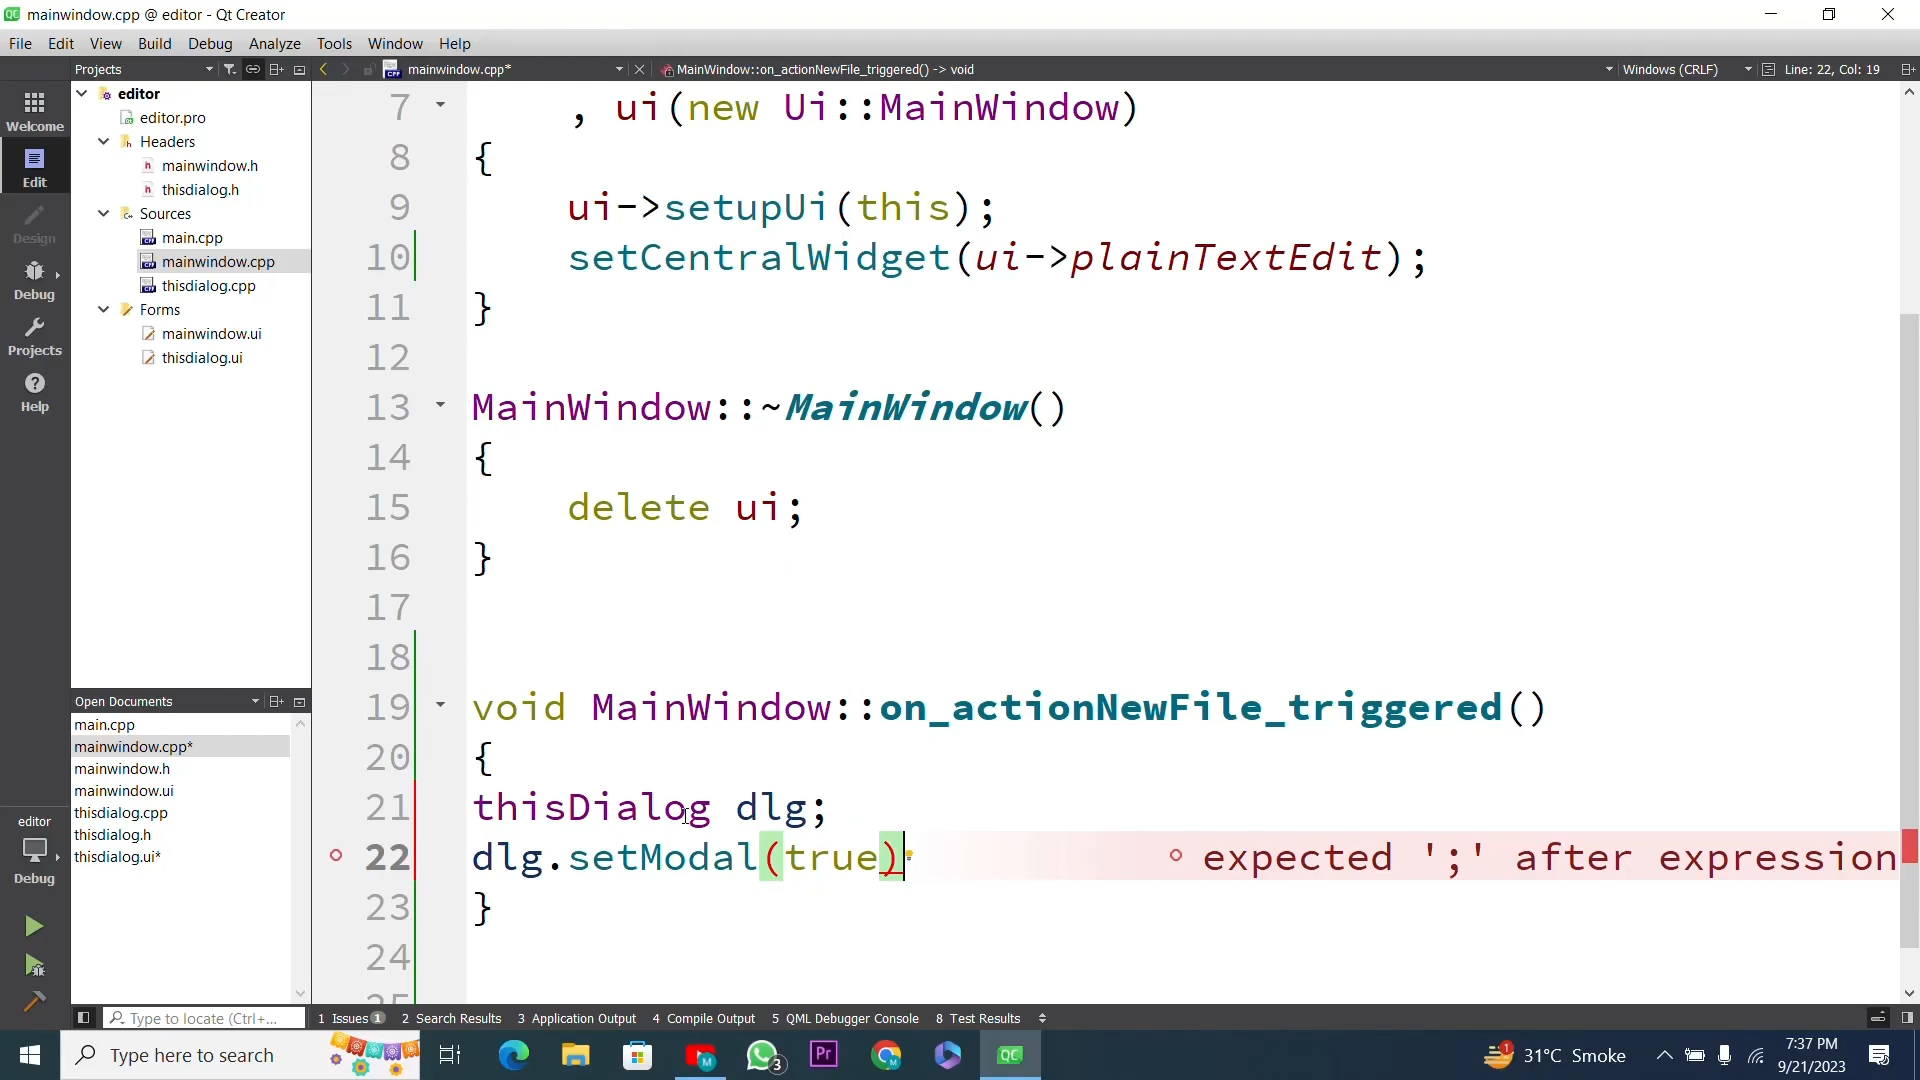 mainwindow.cpp @ editor - Qt Creator
File Edit View Build Debug Analyze Tools Window Help
Projects
mainwindow.cpp*
MainWindow::on_actionNewFile_triggered() -> void
Windows (CRLF)
Line: 22, Col: 19
Welcome
Edit
Design
Debug
Projects
Help
editor
Debug
editor
editor.pro
Headers
mainwindow.h
thisdialog.h
Sources
main.cpp
mainwindow.cpp
thisdialog.cpp
Forms
mainwindow.ui
thisdialog.ui
Open Documents
main.cpp
mainwindow.cpp*
mainwindow.h
mainwindow.ui
thisdialog.cpp
thisdialog.h
thisdialog.ui*
7 , ui(new Ui::MainWindow)
8 {
9 ui->setupUi(this);
10 setCentralWidget(ui->plainTextEdit);
11 }
12
13 MainWindow::~MainWindow()
14 {
15 delete ui;
16 }
17
18
19 void MainWindow::on_actionNewFile_triggered()
20 {
21 thisDialog dlg;
22 dlg.setModal(true) expected ';' after expression
23 }
24
25
Type to locate (Ctrl+...
1 Issues 1
2 Search Results
3 Application Output
4 Compile Output
5 QML Debugger Console
8 Test Results
Type here to search
3
Pr
QC
1
31°C Smoke
7:37 PM
9/21/2023